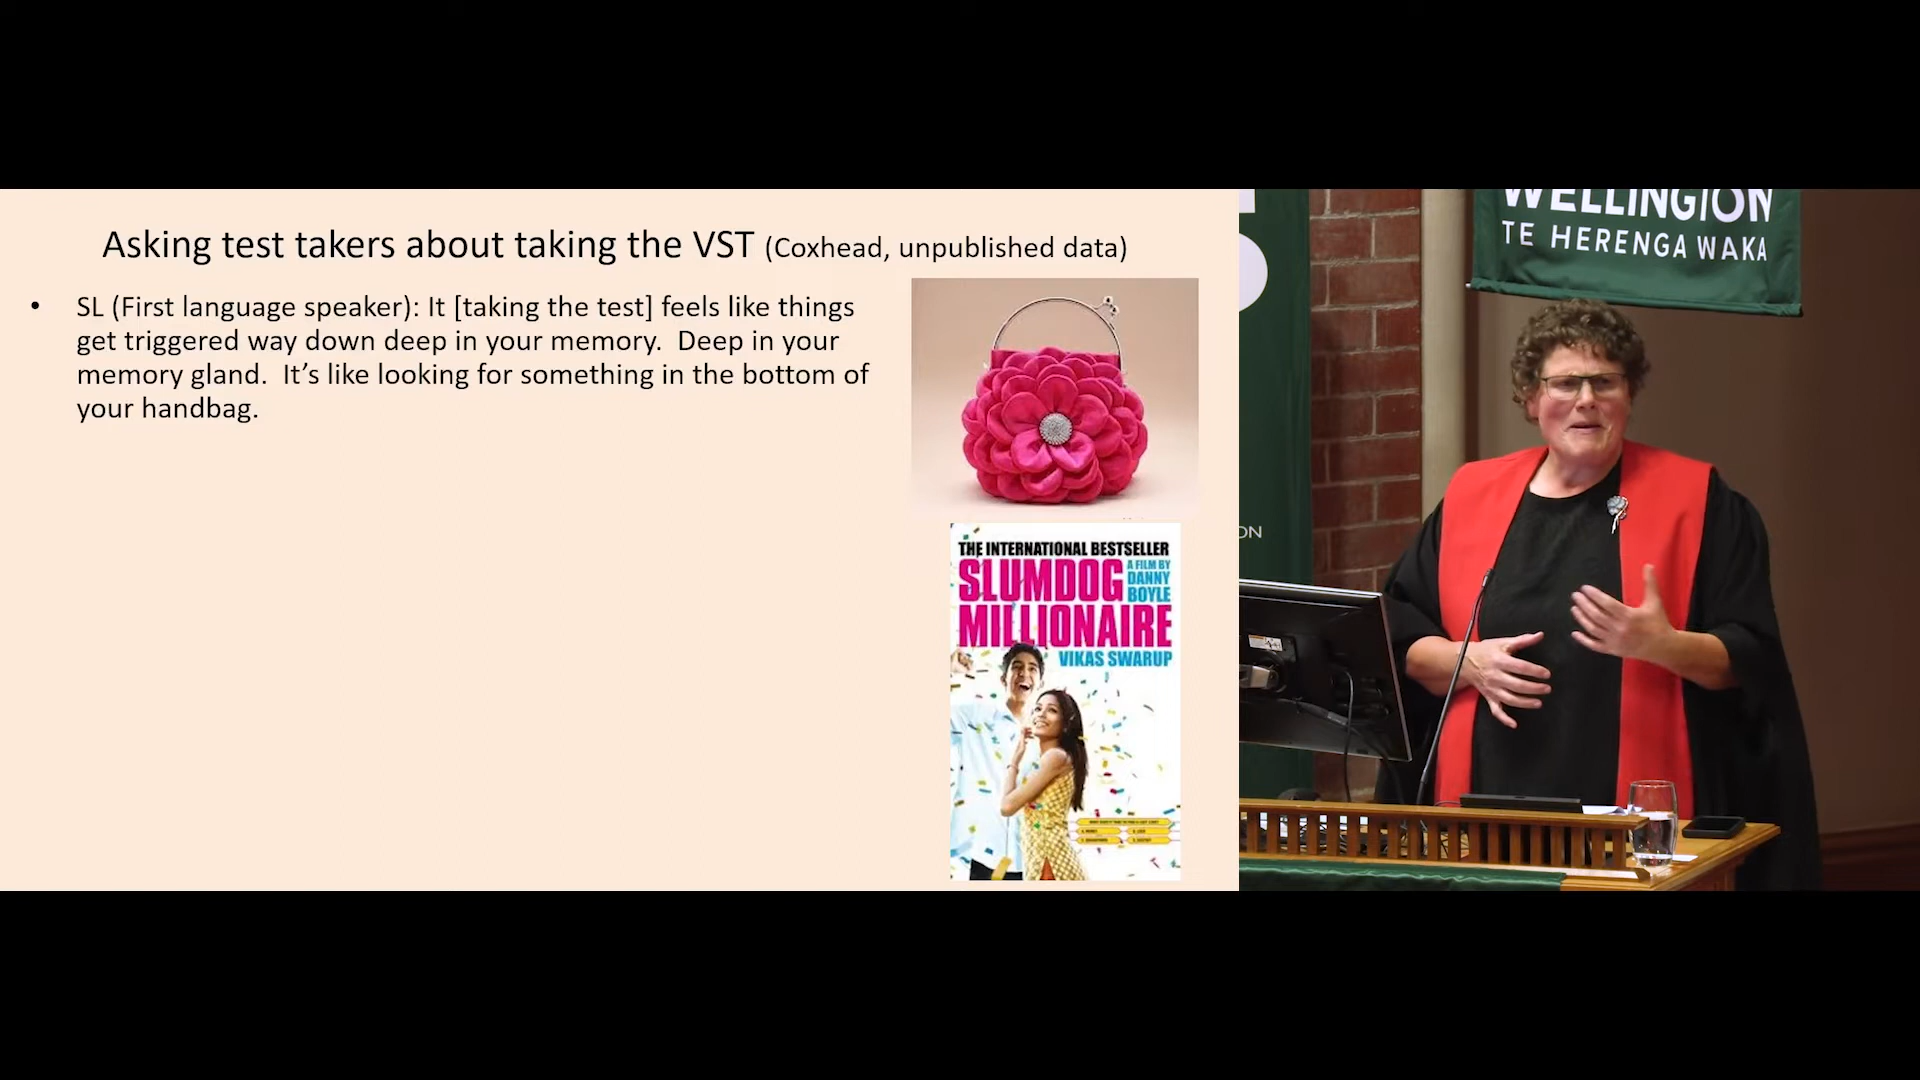 Asking test takers about taking the VST (Coxhead, unpublished data)
• SL (First language speaker): It [taking the test] feels like things
get triggered way down deep in your memory.  Deep in your
memory gland.  It’s like looking for something in the bottom of
your handbag.
THE INTERNATIONAL BESTSELLER
SLUMDOG
A FILM BY
DANNY
BOYLE
MILLIONAIRE
VIKAS SWARUP
WELLINGTON
TE HERENGA WAKA
ON